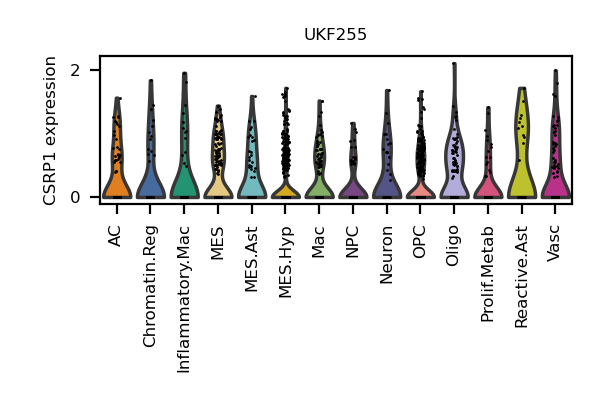 UKF255
CSRP1 expression
2
0
AC
Chromatin.Reg
Inflammatory.Mac
MES
MES.Ast
MES.Hyp
Mac
NPC
Neuron
OPC
Oligo
Prolif.Metab
Reactive.Ast
Vasc